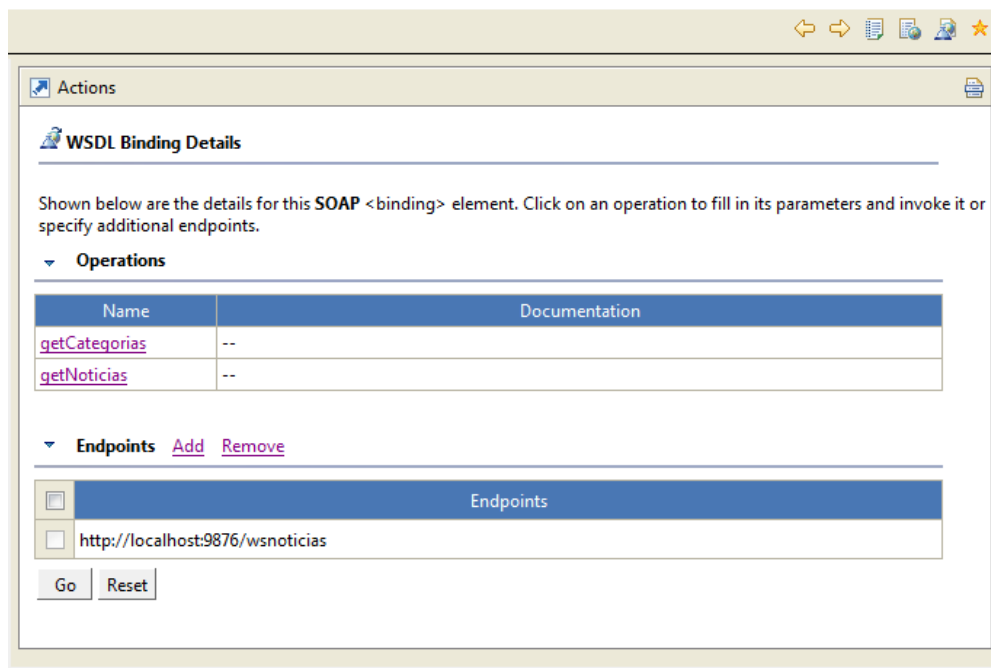 Actions
WSDL Binding Details
Shown below are the details for this SOAP <binding> element. Click on an operation to fill in its parameters and invoke it or
specify additional endpoints.
Operations
Name Documentation
getCategorias --
getNoticias --
Endpoints Add Remove
Endpoints
http://localhost:9876/wsnoticias
Go Reset